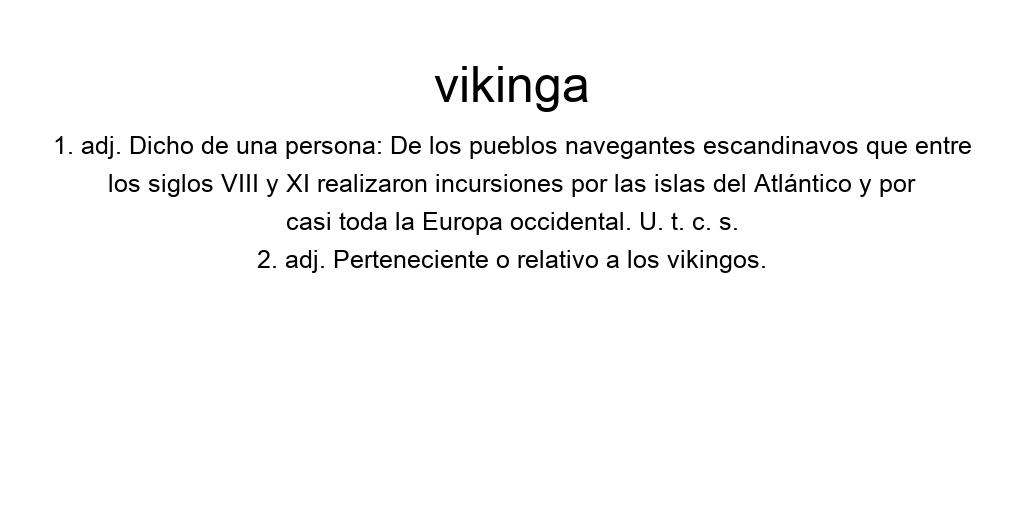 vikinga
1. adj. Dicho de una persona: De los pueblos navegantes escandinavos que entre
los siglos VIII y XI realizaron incursiones por las islas del Atlántico y por
casi toda la Europa occidental. U. t. c. s.
2. adj. Perteneciente o relativo a los vikingos.